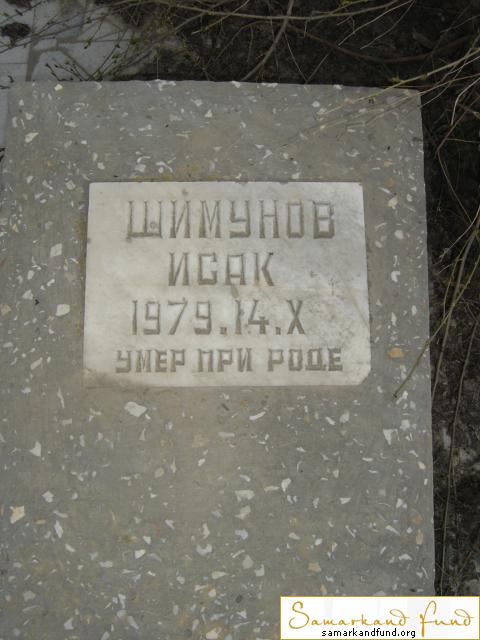 ШИМУНОВ
ИСАК
1979.14.X
УМЕР ПРИ РОДЕ
Samarkand Fund
samarkandfund.org